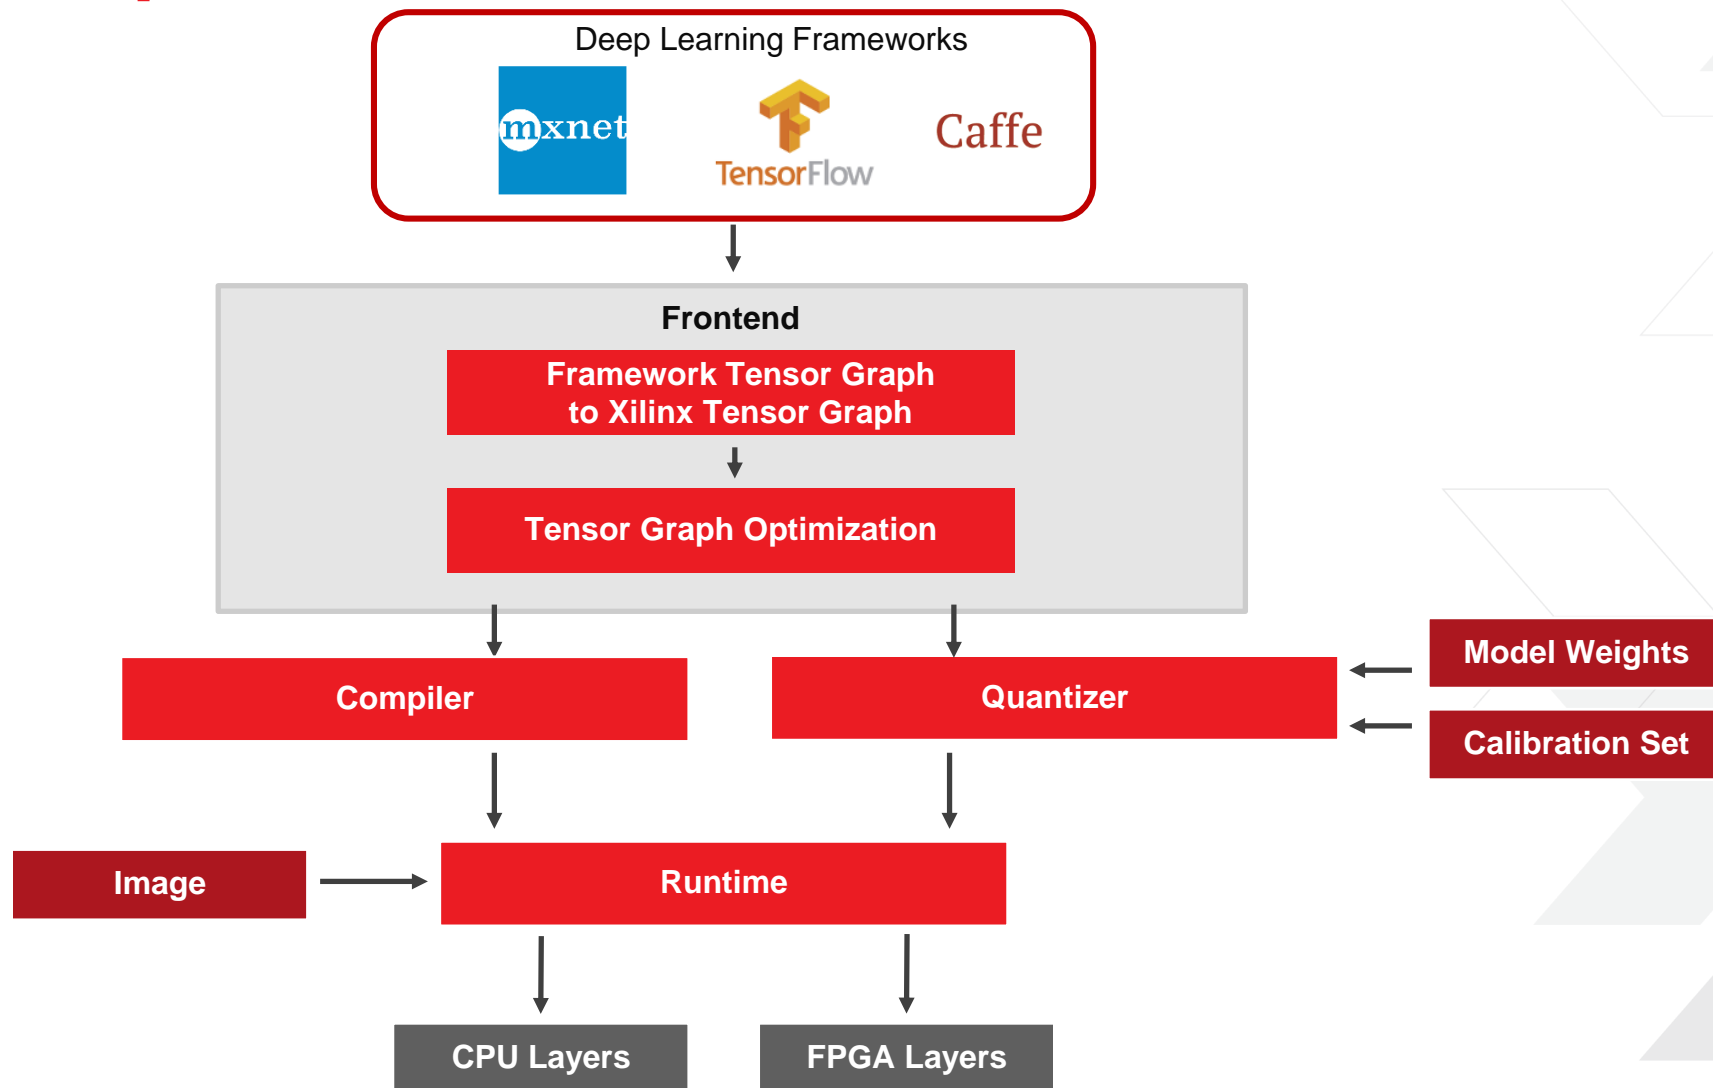 Deep Learning Frameworks
mxnet
TensorFlow
Caffe
Frontend
Framework Tensor Graph
to Xilinx Tensor Graph
Tensor Graph Optimization
Compiler
Quantizer
Model Weights
Calibration Set
Image
Runtime
CPU Layers
FPGA Layers